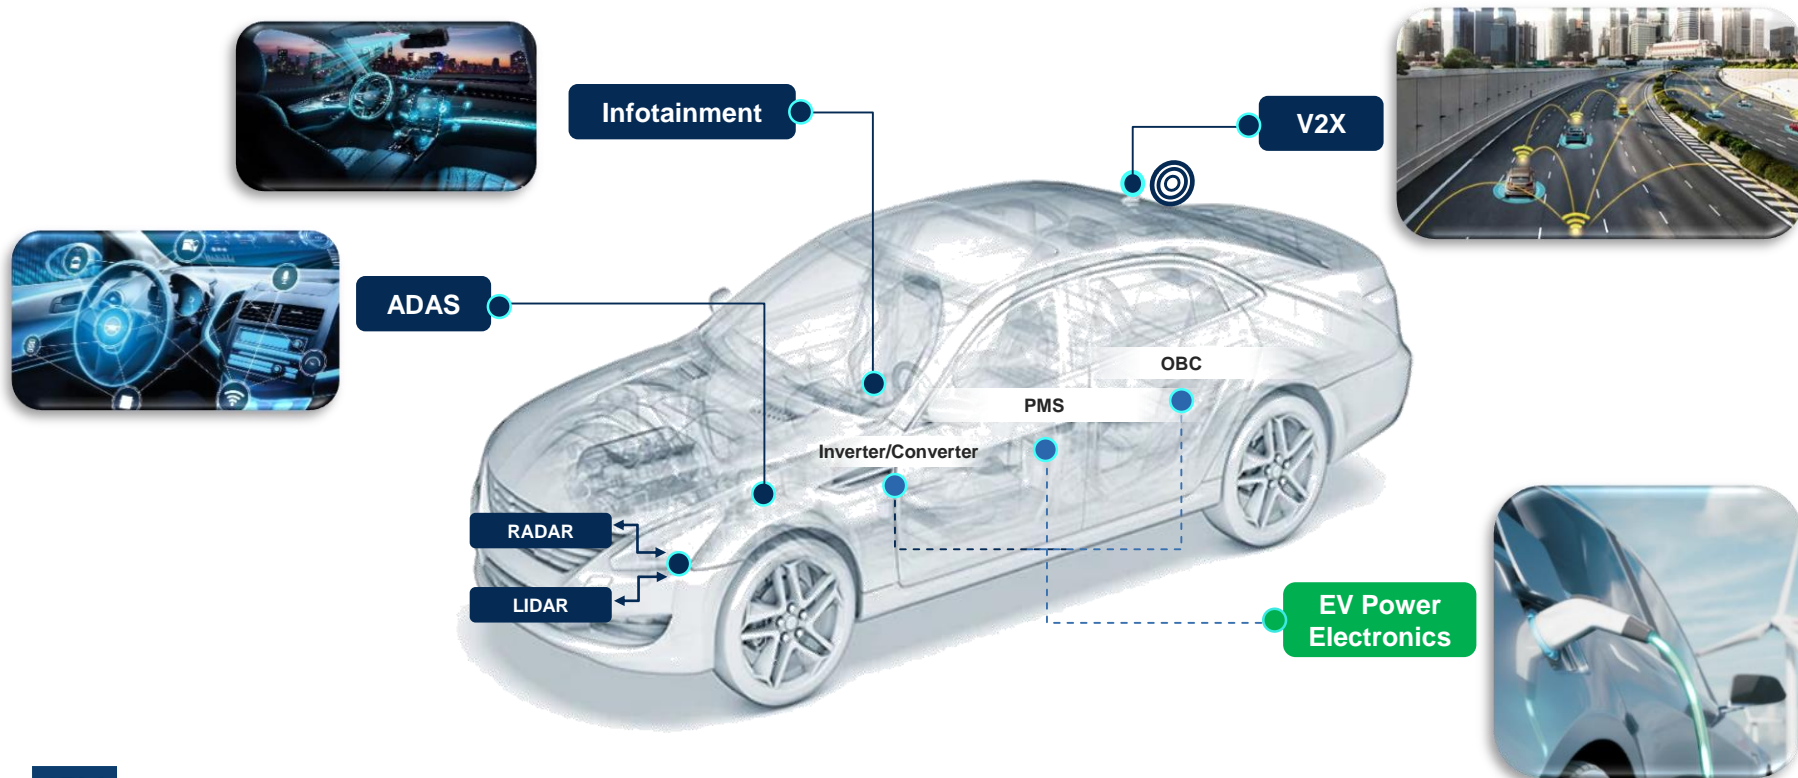 Infotainment
V2X
ADAS
OBC
PMS
Inverter/Converter
RADAR
LIDAR
EV Power
Electronics